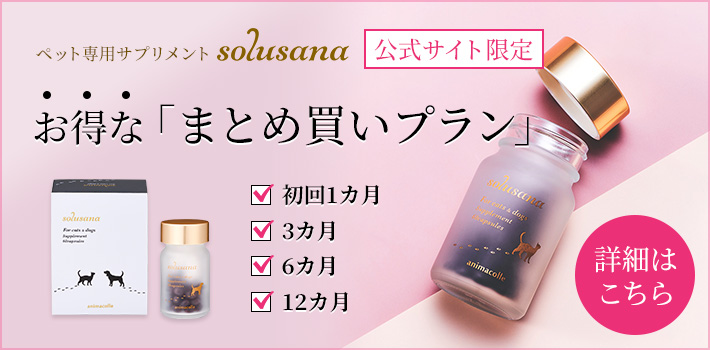 ペット専用サプリメント solusana 公式サイト限定
お得な「まとめ買いプラン」
初回1カ月
3カ月
6カ月
12カ月
詳細は
こちら
solusana
For cats & dogs
Supplement
60capsules
animacolle
solusana
animacolle
solusana
For cats & dogs
Supplement
60capsules
animacolle